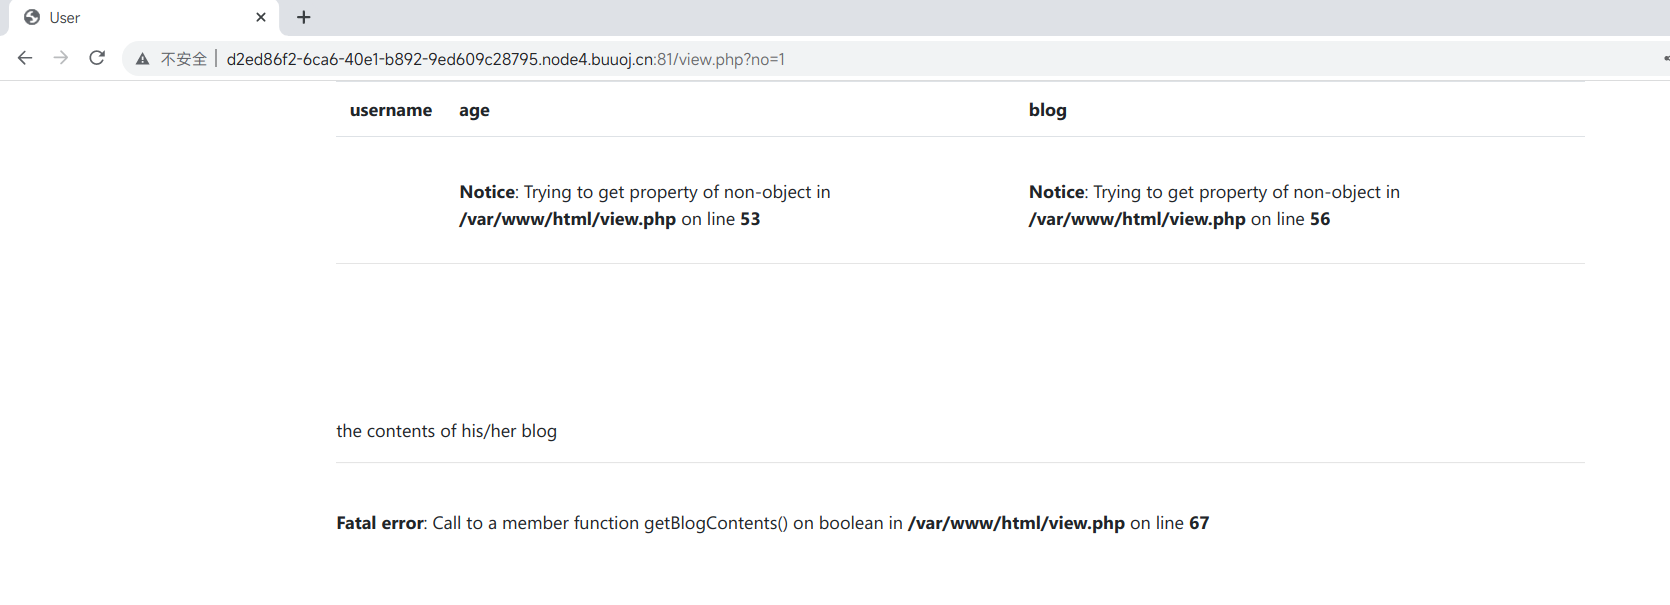 User
不安全 d2ed86f2-6ca6-40e1-b892-9ed609c28795.node4.buuoj.cn:81/view.php?no=1
username age blog
Notice: Trying to get property of non-object in
/var/www/html/view.php on line 53
Notice: Trying to get property of non-object in
/var/www/html/view.php on line 56
the contents of his/her blog
Fatal error: Call to a member function getBlogContents() on boolean in /var/www/html/view.php on line 67